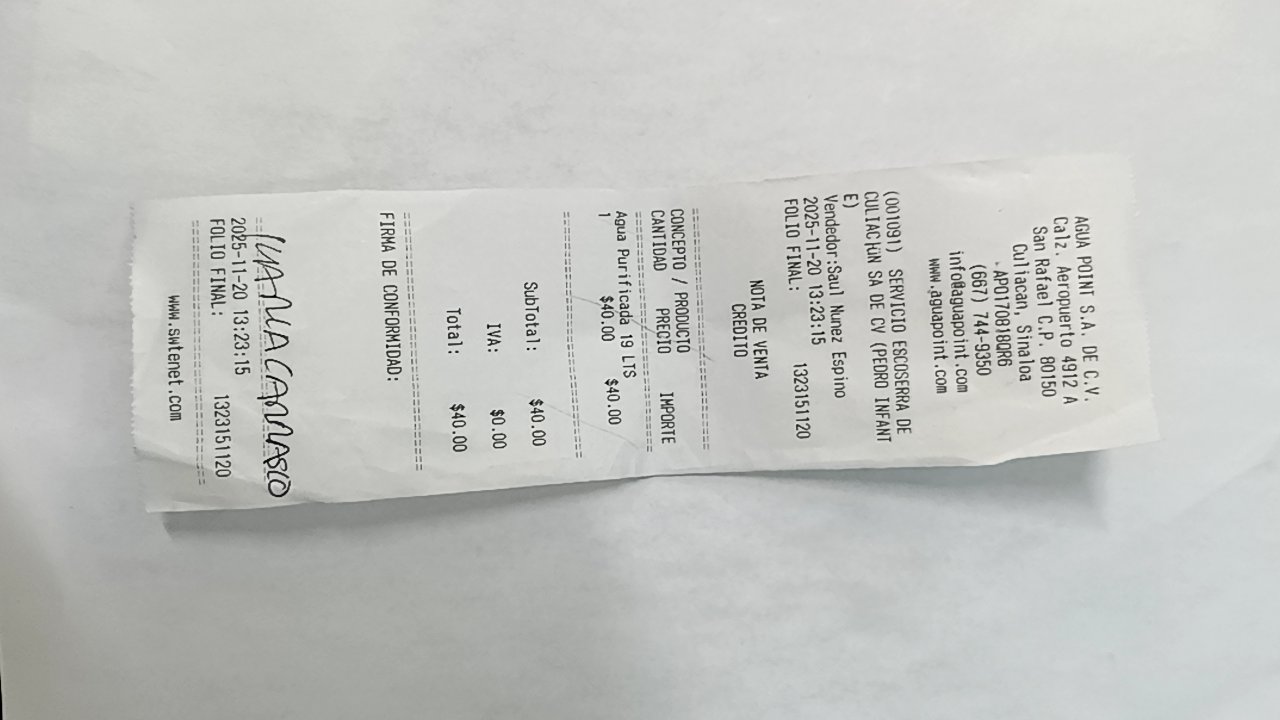 AGUA POINT S.A. DE C.V.
Calz. Aeropuerto 4912 A
San Rafael C.P. 80150
Culiacan, Sinaloa
APO170818QR6
(667) 744-9350
info@aguapoint.com
www.aguapoint.com
(001091) SERVICIO ESCOSERRA DE
CULIACIÚN SA DE CV (PEDRO INFANT
E)
Vendedor:Saul Nunez Espino
2025-11-20 13:23:15
FOLIO FINAL: 1323151120
NOTA DE VENTA
CREDITO
CONCEPTO / PRODUCTO
CANTIDAD PRECIO IMPORTE
Agua Purificada 19 LTS
1 $40.00 $40.00
SubTotal: $40.00
IVA: $0.00
Total: $40.00
FIRMA DE CONFORMIDAD:
2025-11-20 13:23:15
FOLIO FINAL: 1323151120
www.swtenet.com